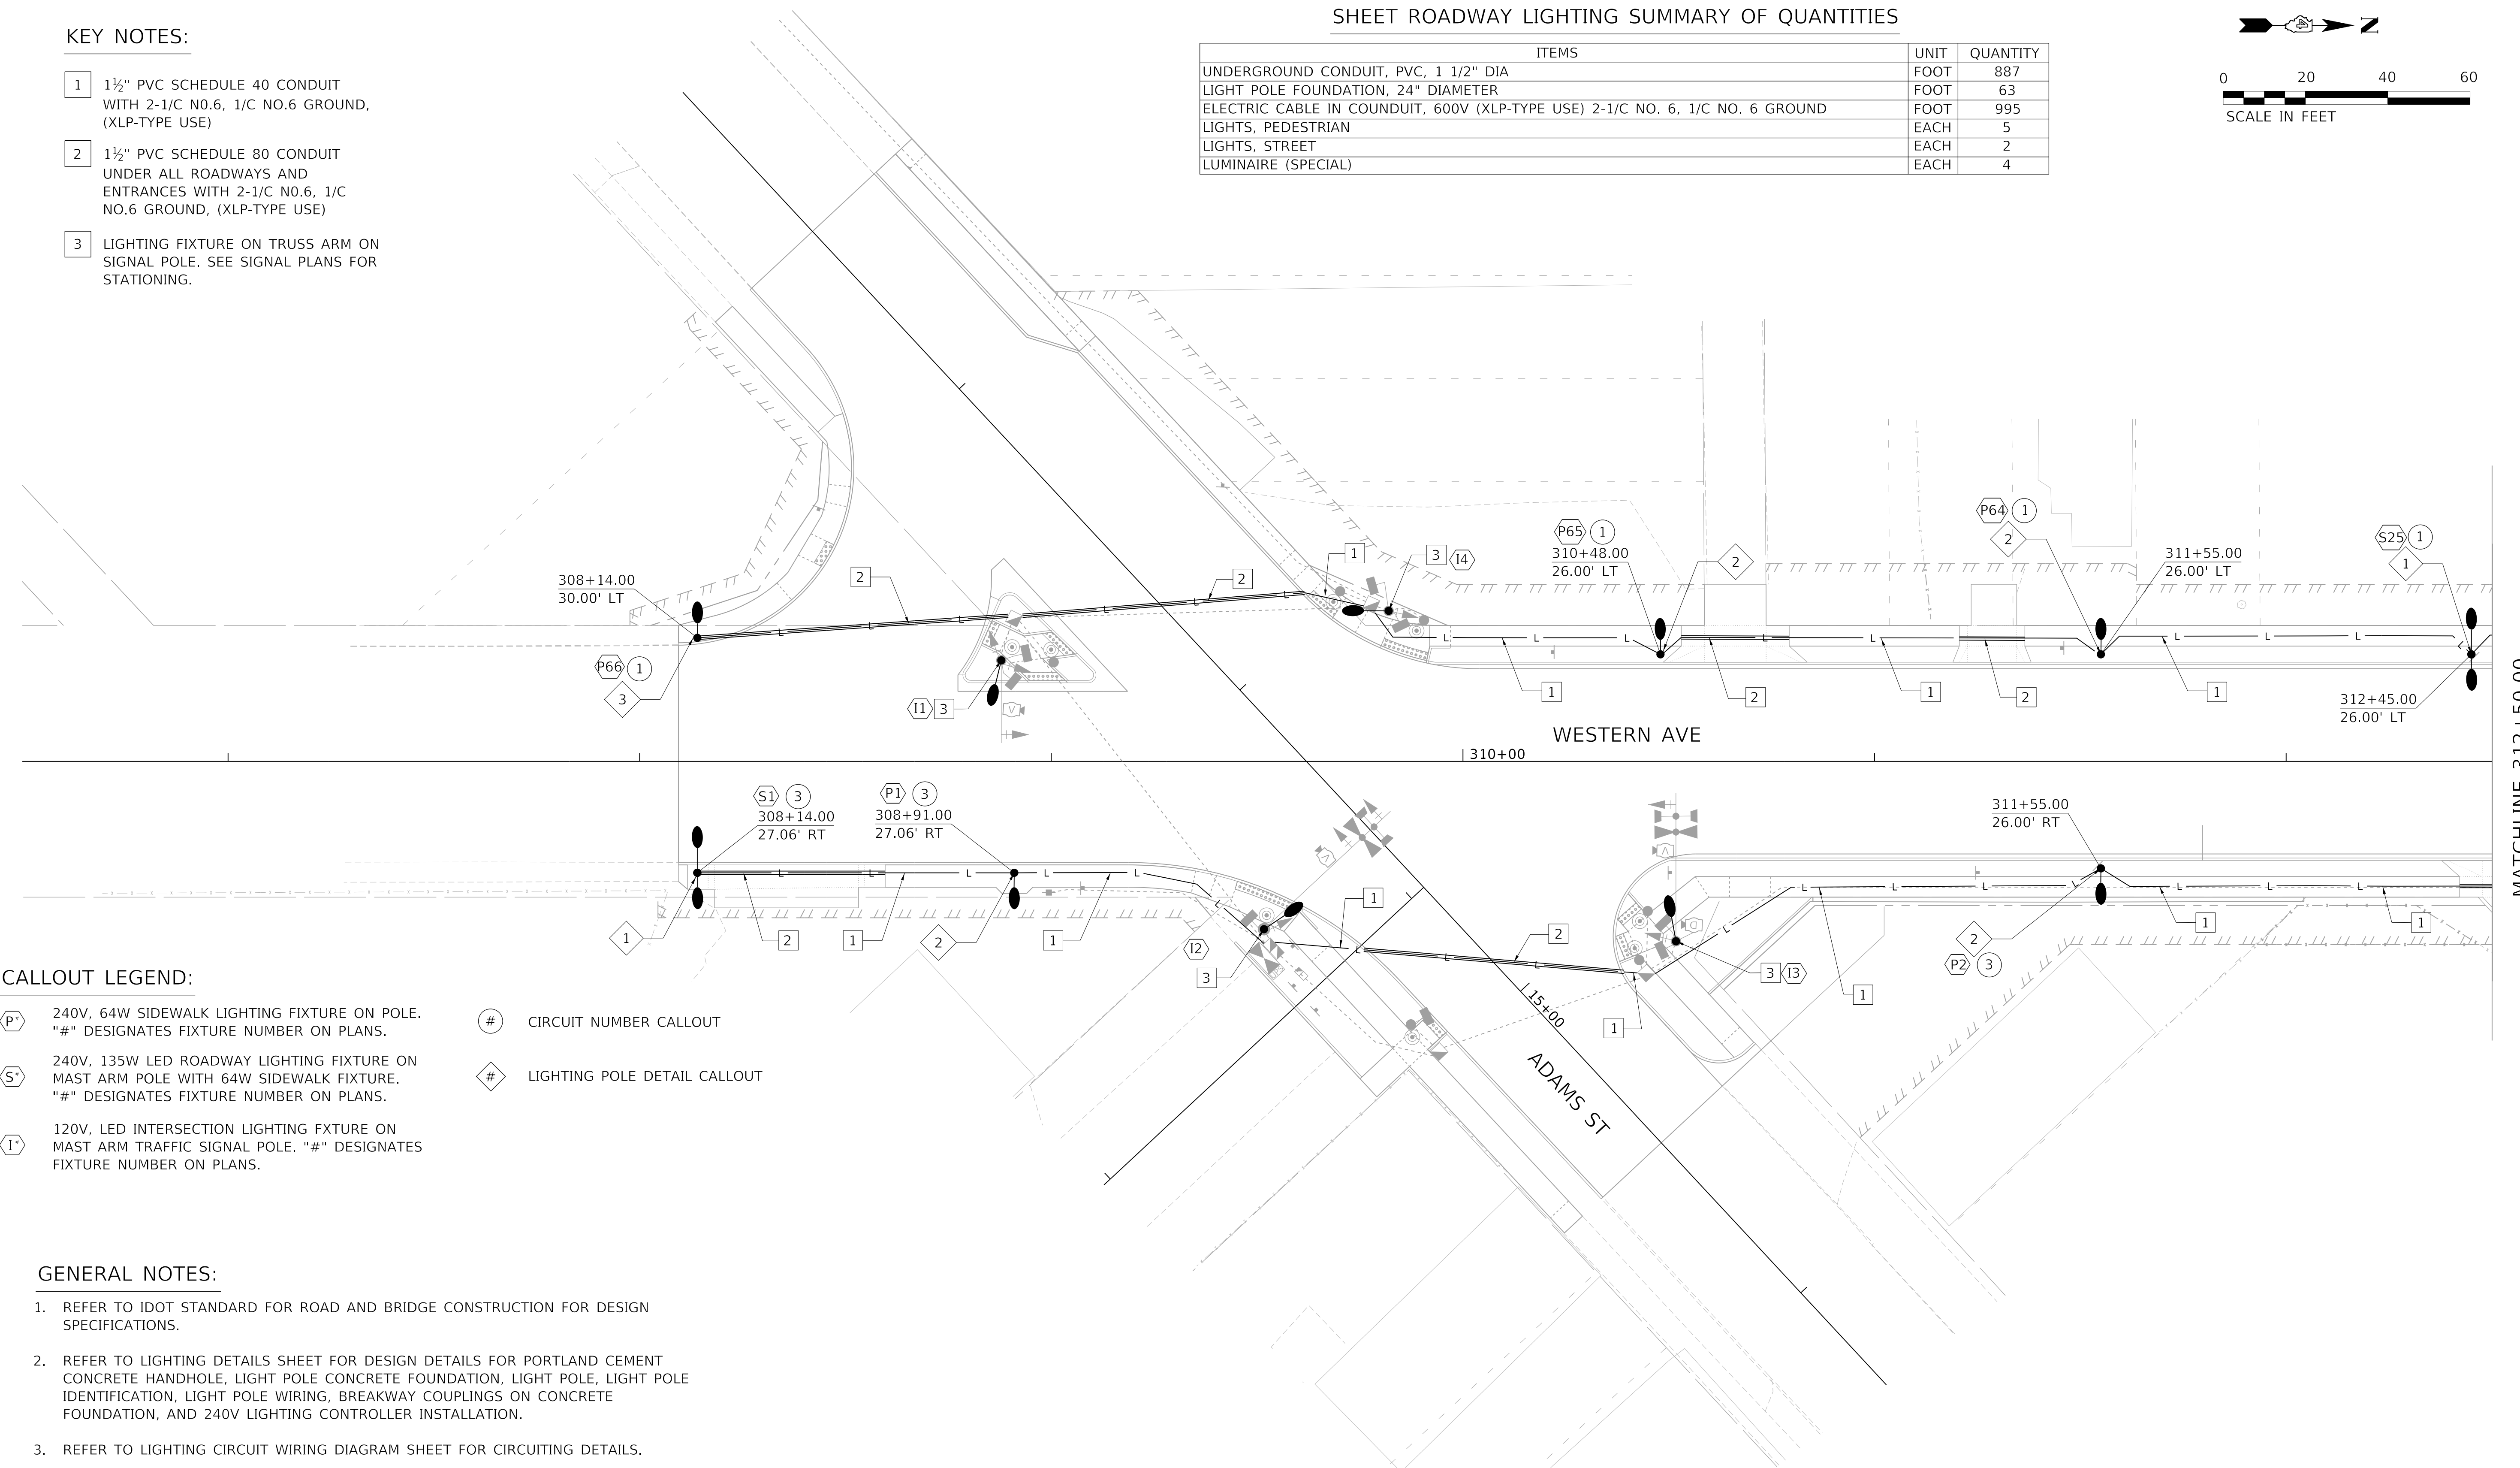 SHEET ROADWAY LIGHTING SUMMARY OF QUANTITIES
ITEMS UNIT QUANTITY
UNDERGROUND CONDUIT, PVC, 1 1/2" DIA FOOT 887
LIGHT POLE FOUNDATION, 24" DIAMETER FOOT 63
ELECTRIC CABLE IN COUNDUIT, 600V (XLP-TYPE USE) 2-1/C NO. 6, 1/C NO. 6 GROUND FOOT 995
LIGHTS, PEDESTRIAN EACH 5
LIGHTS, STREET EACH 2
LUMINAIRE (SPECIAL) EACH 4
N
0 20 40 60
SCALE IN FEET
KEY NOTES:
1 1½" PVC SCHEDULE 40 CONDUIT
WITH 2-1/C N0.6, 1/C NO.6 GROUND,
(XLP-TYPE USE)
2 1½" PVC SCHEDULE 80 CONDUIT
UNDER ALL ROADWAYS AND
ENTRANCES WITH 2-1/C N0.6, 1/C
NO.6 GROUND, (XLP-TYPE USE)
3 LIGHTING FIXTURE ON TRUSS ARM ON
SIGNAL POLE. SEE SIGNAL PLANS FOR
STATIONING.
308+14.00
30.00' LT
P66 1
3
2
I1 3
2
1
3 I4
P65 1
310+48.00
26.00' LT
2
1
2
1
P64 1
2
311+55.00
26.00' LT
2
1
S25 1
1
312+45.00
26.00' LT
WESTERN AVE
310+00
MATCHLINE 312+50.00
S1 3
308+14.00
27.06' RT
P1 3
308+91.00
27.06' RT
1
2
1
2
1
I2
3
1
2
1
3 I3
1
311+55.00
26.00' RT
2
P2 3
1
1
15+00
ADAMS ST
CALLOUT LEGEND:
P# 240V, 64W SIDEWALK LIGHTING FIXTURE ON POLE.
"#" DESIGNATES FIXTURE NUMBER ON PLANS.
S# 240V, 135W LED ROADWAY LIGHTING FIXTURE ON
MAST ARM POLE WITH 64W SIDEWALK FIXTURE.
"#" DESIGNATES FIXTURE NUMBER ON PLANS.
I# 120V, LED INTERSECTION LIGHTING FXTURE ON
MAST ARM TRAFFIC SIGNAL POLE. "#" DESIGNATES
FIXTURE NUMBER ON PLANS.
# CIRCUIT NUMBER CALLOUT
# LIGHTING POLE DETAIL CALLOUT
GENERAL NOTES:
1. REFER TO IDOT STANDARD FOR ROAD AND BRIDGE CONSTRUCTION FOR DESIGN
SPECIFICATIONS.
2. REFER TO LIGHTING DETAILS SHEET FOR DESIGN DETAILS FOR PORTLAND CEMENT
CONCRETE HANDHOLE, LIGHT POLE CONCRETE FOUNDATION, LIGHT POLE, LIGHT POLE
IDENTIFICATION, LIGHT POLE WIRING, BREAKWAY COUPLINGS ON CONCRETE
FOUNDATION, AND 240V LIGHTING CONTROLLER INSTALLATION.
3. REFER TO LIGHTING CIRCUIT WIRING DIAGRAM SHEET FOR CIRCUITING DETAILS.